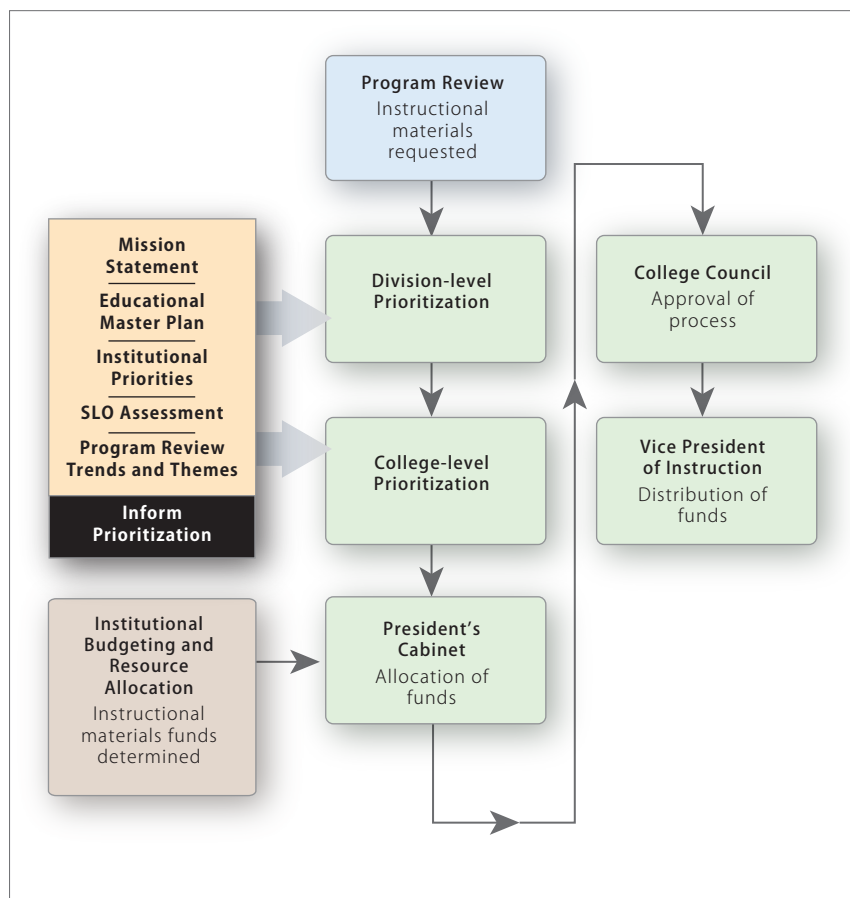 Program Review
Instructional
materials
requested
Mission
Statement
Educational
Master Plan
Institutional
Priorities
SLO Assessment
Program Review
Trends and Themes
Inform
Prioritization
Division-level
Prioritization
College-level
Prioritization
Institutional
Budgeting and
Resource
Allocation
Instructional
materials funds
determined
President’s
Cabinet
Allocation of
funds
College Council
Approval of
process
Vice President
of Instruction
Distribution of
funds